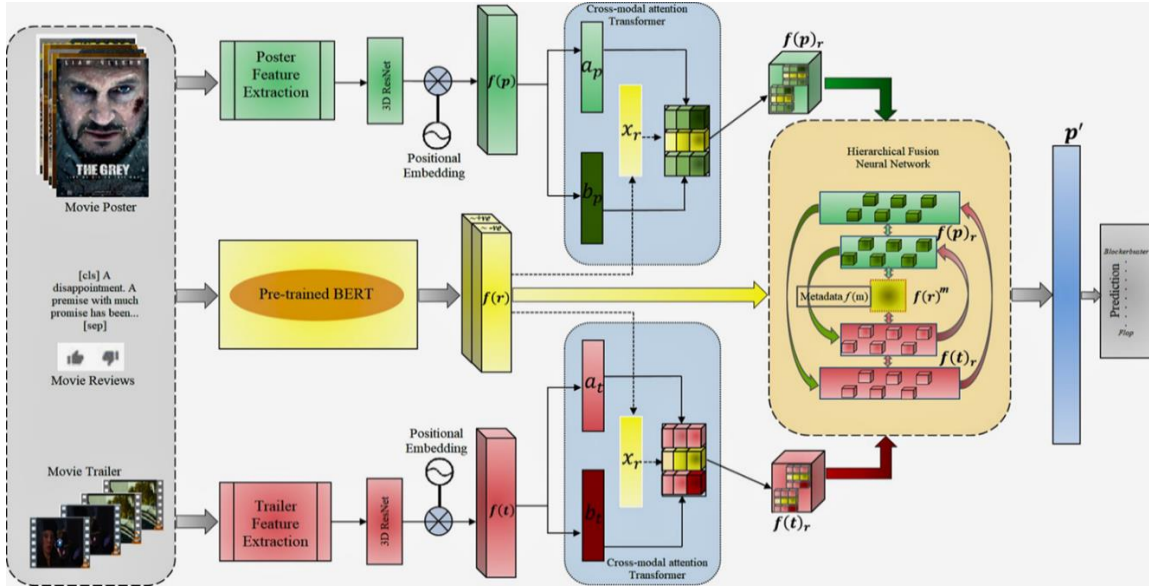 Cross-modal attention
Transformer
Poster
Feature
Extraction
3D ResNet
Positional
Embedding
f(p)
a_p
b_p
x_r
f(p)_r
THE GREY
Movie Poster
[cls] A
disappointment. A
premise with much
promise has been...
[sep]
Movie Reviews
Pre-trained BERT
~+ve
~-ve
f(r)
Hierarchical Fusion
Neural Network
f(p)_r
Metadata f(m)
f(r)^m
f(t)_r
p'
Prediction
Flop
Movie Trailer
Trailer
Feature
Extraction
3D ResNet
Positional
Embedding
f(t)
a_t
b_t
x_r
f(t)_r
Cross-modal attention
Transformer